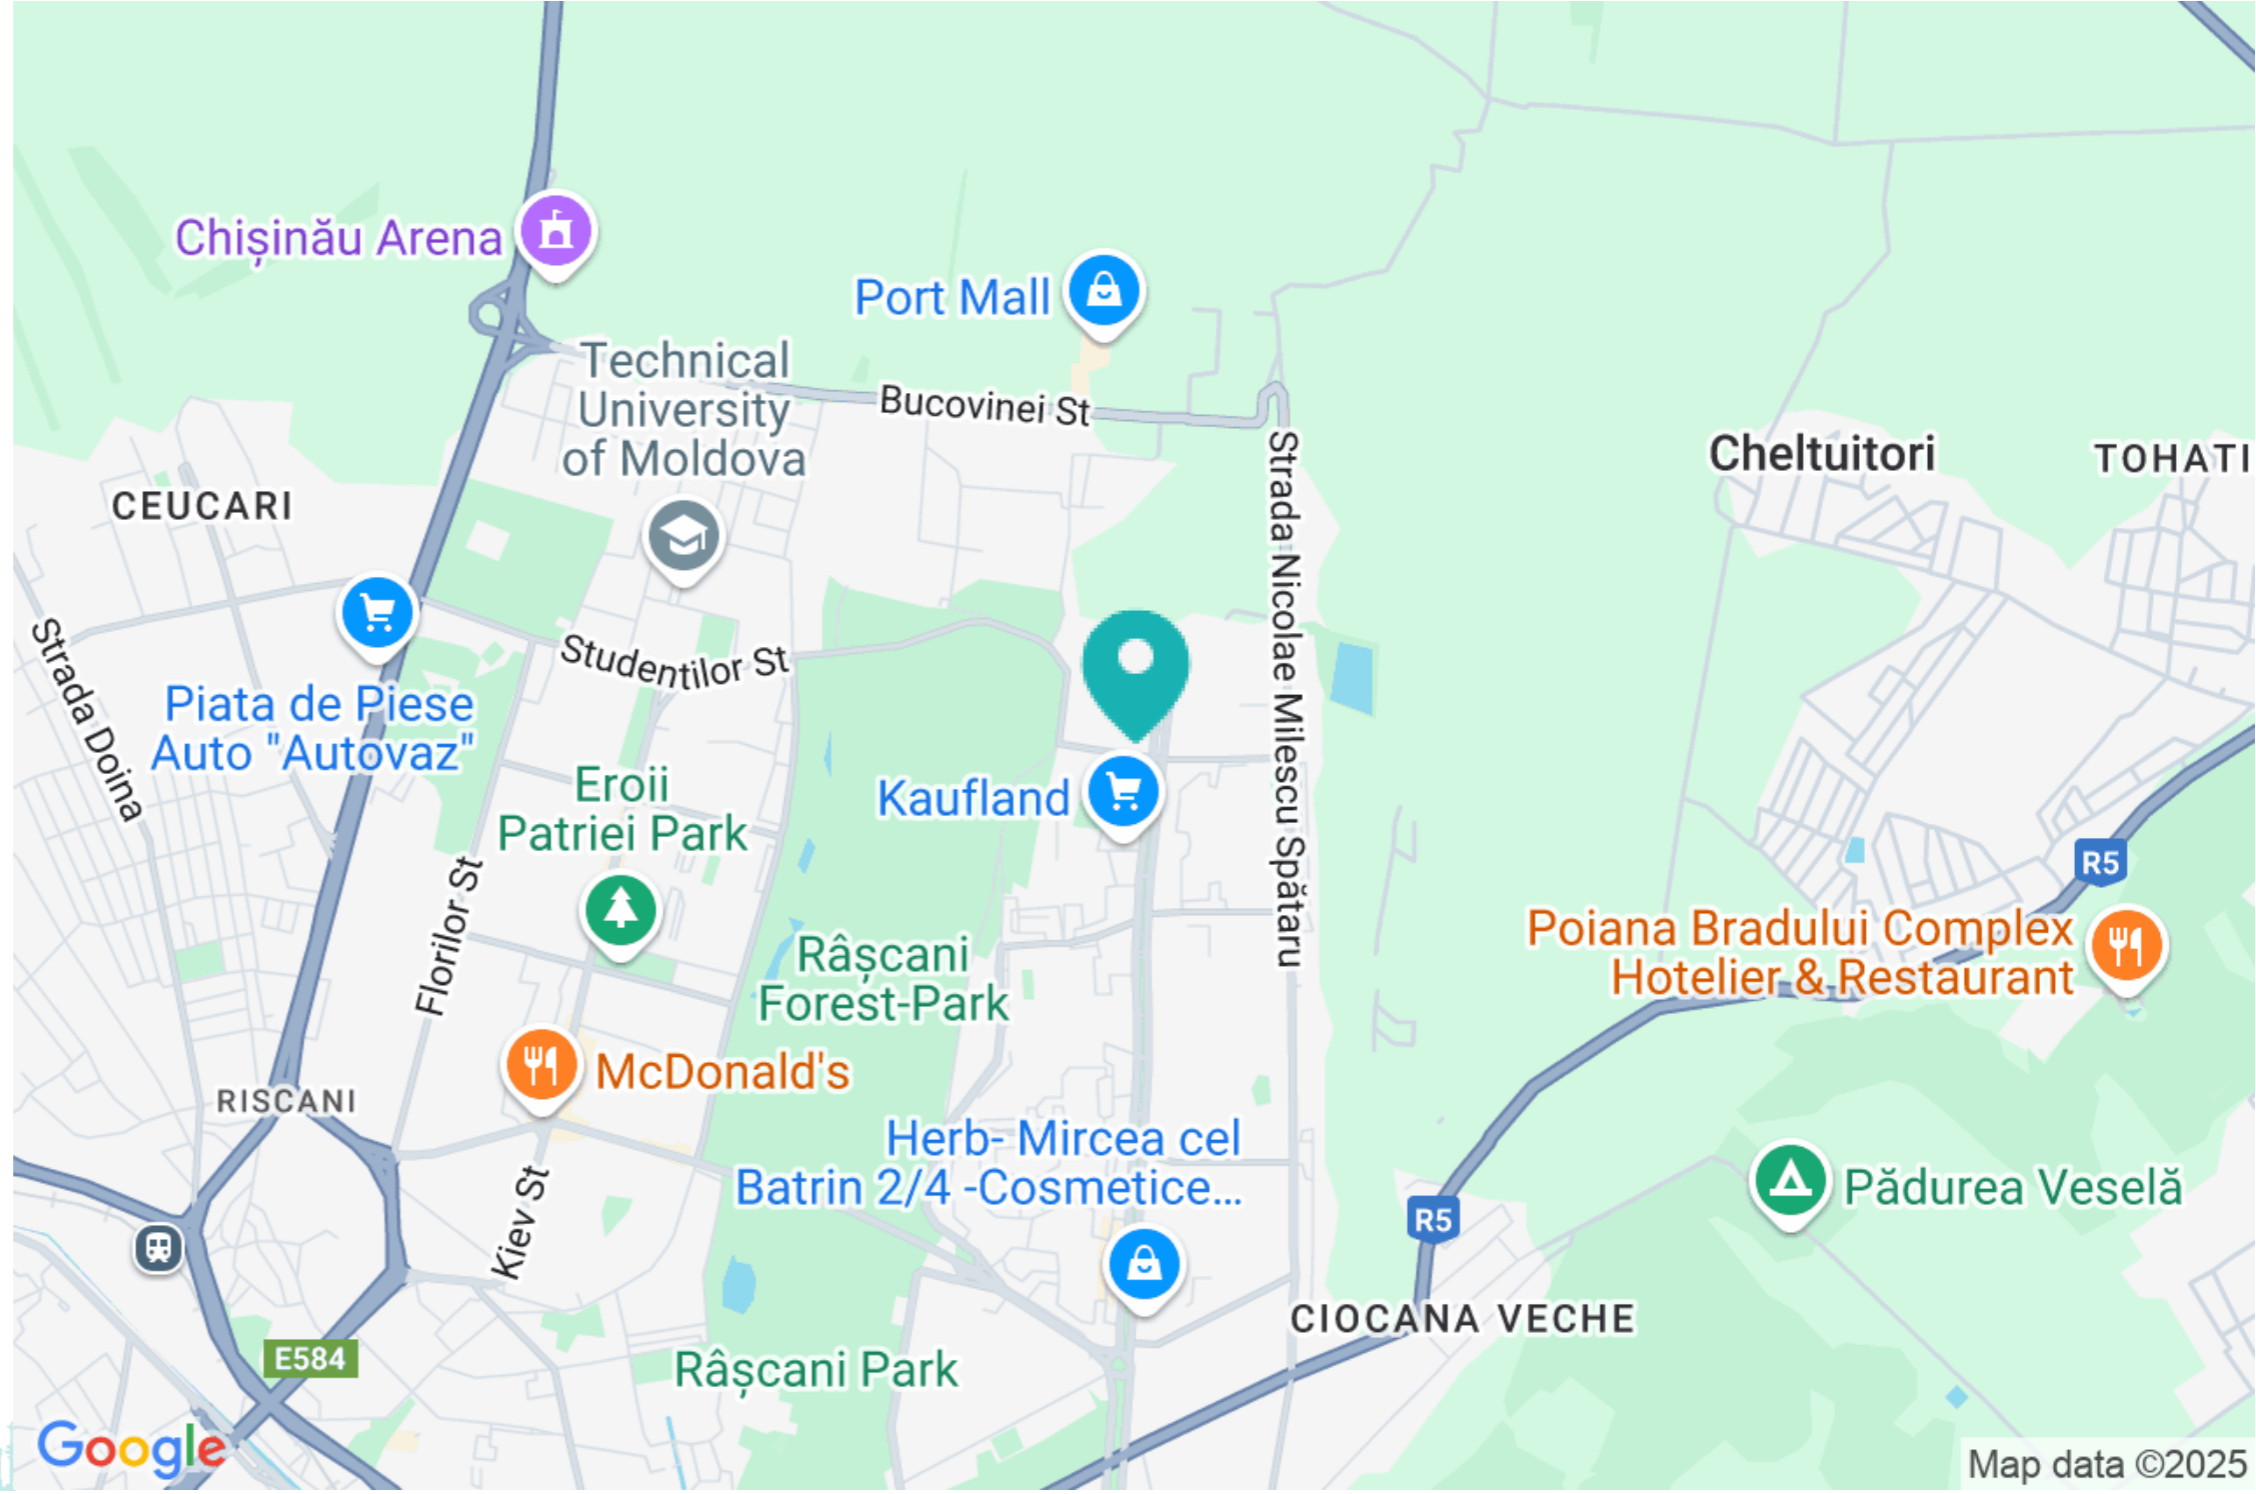 Chișinău Arena
Port Mall
Technical
University
of Moldova
Bucovinei St
Cheltuitori
TOHATI
CEUCARI
Strada Nicolae Milescu Spătaru
Strada Doina
Studentilor St
Piata de Piese
Auto "Autovaz"
Eroii
Patriei Park
Kaufland
R5
Florilor St
Râșcani
Forest-Park
Poiana Bradului Complex
Hotelier & Restaurant
McDonald's
RISCANI
Herb- Mircea cel
Batrin 2/4 -Cosmetice...
Kiev St
Pădurea Veselă
R5
CIOCANA VECHE
E584
Râșcani Park
Google
Map data ©2025